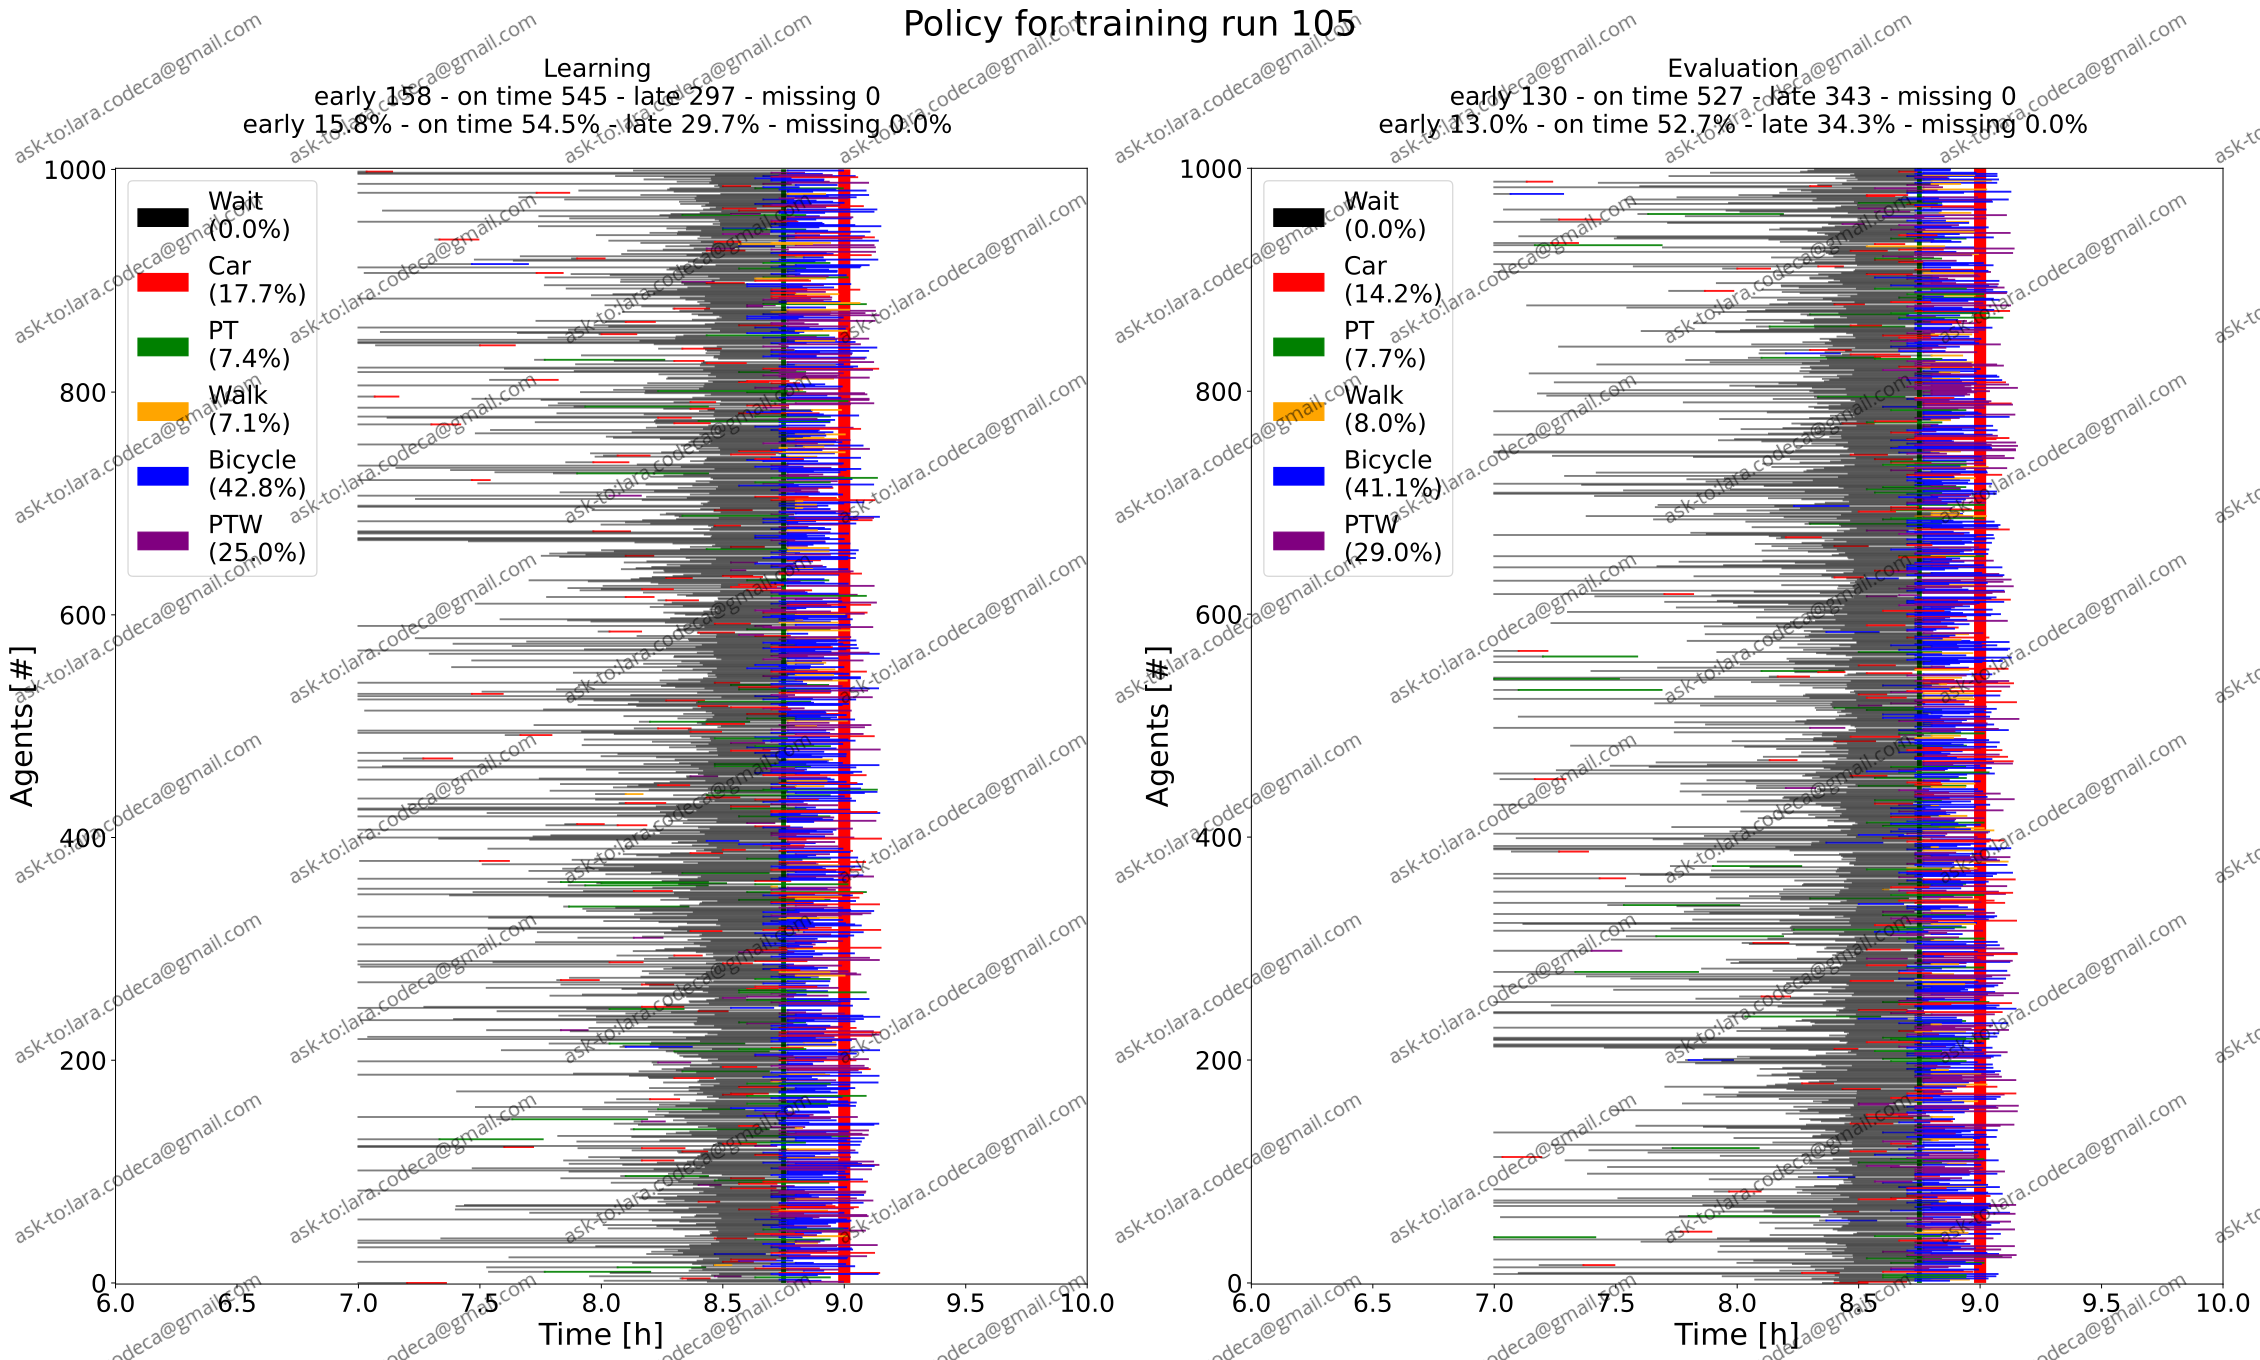 Policy for training run 105
Learning
early 158 - on time 545 - late 297 - missing 0
early 15.8% - on time 54.5% - late 29.7% - missing 0.0%
1000
800
600
400
200
0
Agents [#]
Wait
(0.0%)
Car
(17.7%)
PT
(7.4%)
Walk
(7.1%)
Bicycle
(42.8%)
PTW
(25.0%)
6.0 6.5 7.0 7.5 8.0 8.5 9.0 9.5 10.0
Time [h]
Evaluation
early 130 - on time 527 - late 343 - missing 0
early 13.0% - on time 52.7% - late 34.3% - missing 0.0%
1000
800
600
400
200
0
Agents [#]
Wait
(0.0%)
Car
(14.2%)
PT
(7.7%)
Walk
(8.0%)
Bicycle
(41.1%)
PTW
(29.0%)
6.0 6.5 7.0 7.5 8.0 8.5 9.0 9.5 10.0
Time [h]
ask-to:lara.codeca@gmail.com